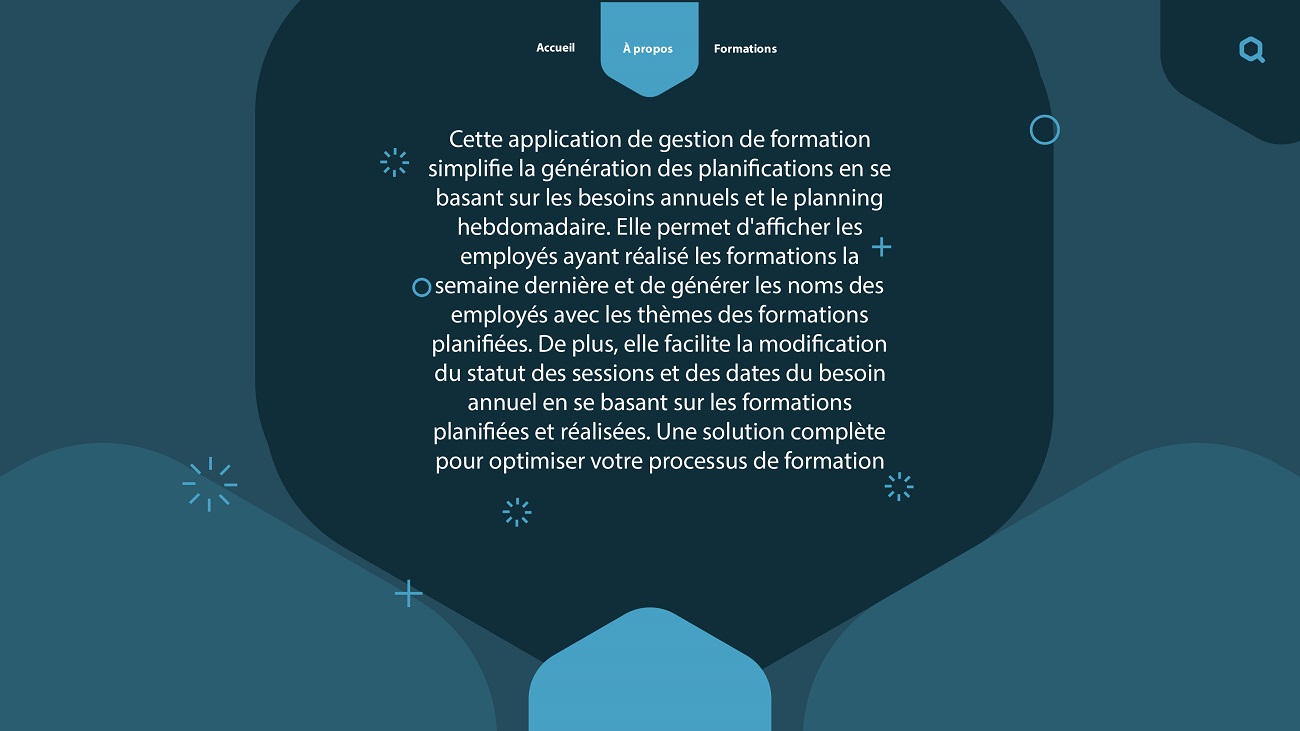 Accueil
À propos
Formations
Cette application de gestion de formation
simplifie la génération des planifications en se
basant sur les besoins annuels et le planning
hebdomadaire. Elle permet d'afficher les
employés ayant réalisé les formations la
semaine dernière et de générer les noms des
employés avec les thèmes des formations
planifiées. De plus, elle facilite la modification
du statut des sessions et des dates du besoin
annuel en se basant sur les formations
planifiées et réalisées. Une solution complète
pour optimiser votre processus de formation